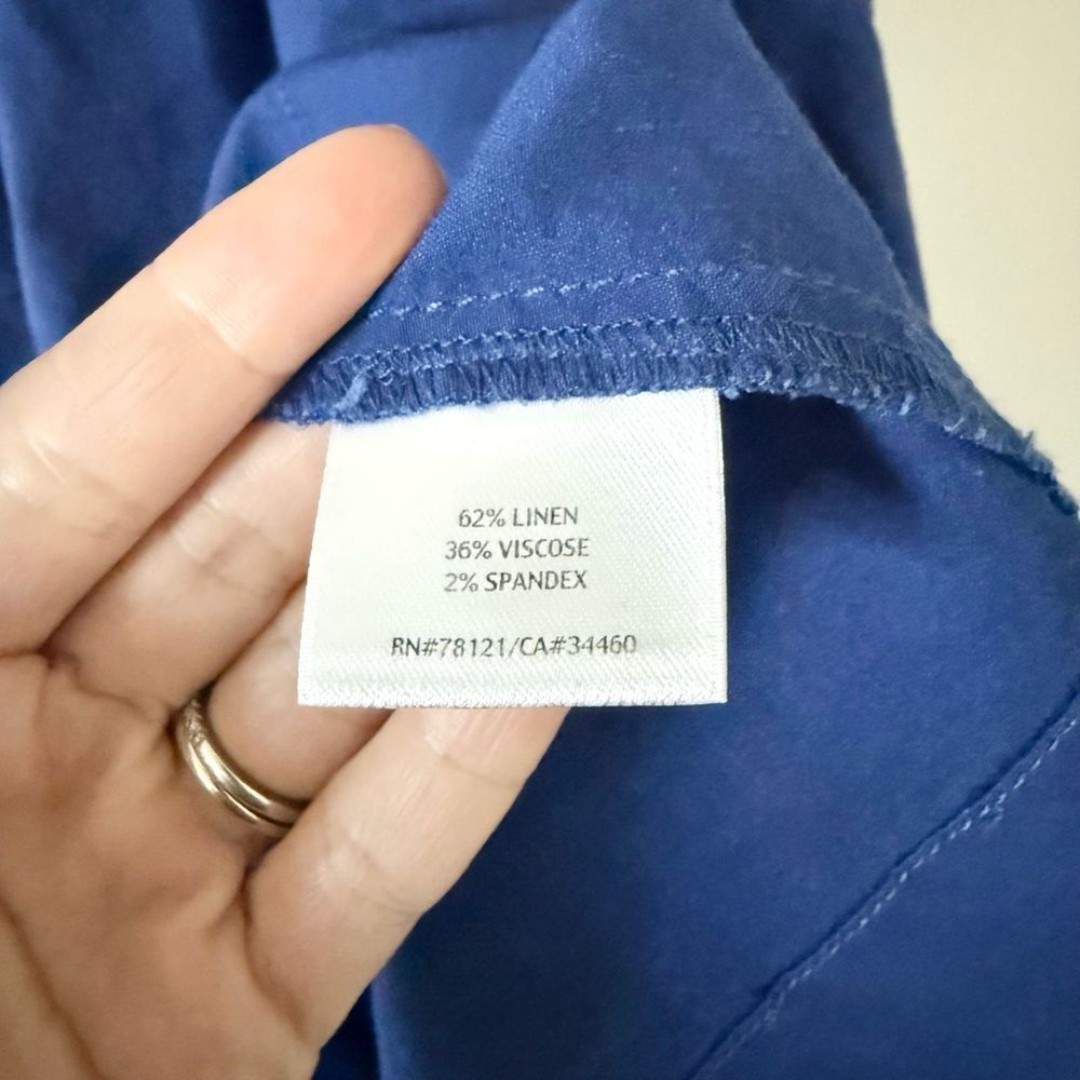 62% LINEN
36% VISCOSE
2% SPANDEX
RN#78121/CA#34460